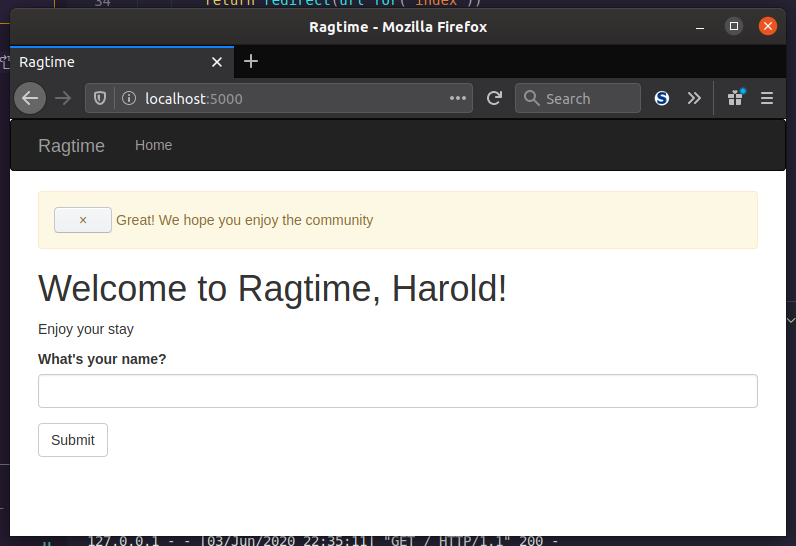 34 return redirect(url_for('index'))
Ragtime - Mozilla Firefox
Ragtime
localhost:5000
Search
Ragtime Home
× Great! We hope you enjoy the community
Welcome to Ragtime, Harold!
Enjoy your stay
What's your name?
Submit
127.0.0.1 - - [03/Jun/2020 22:35:11] "GET / HTTP/1.1" 200 -